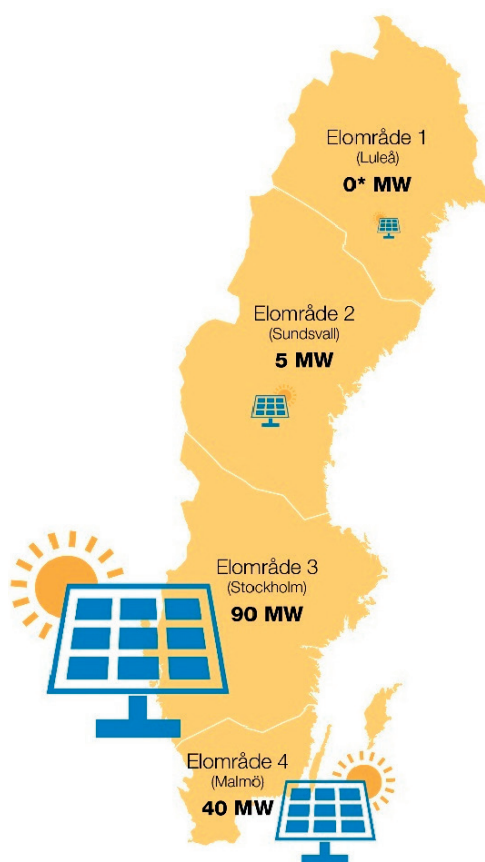 Elområde 1
(Luleå)
0* MW
Elområde 2
(Sundsvall)
5 MW
Elområde 3
(Stockholm)
90 MW
Elområde 4
(Malmö)
40 MW